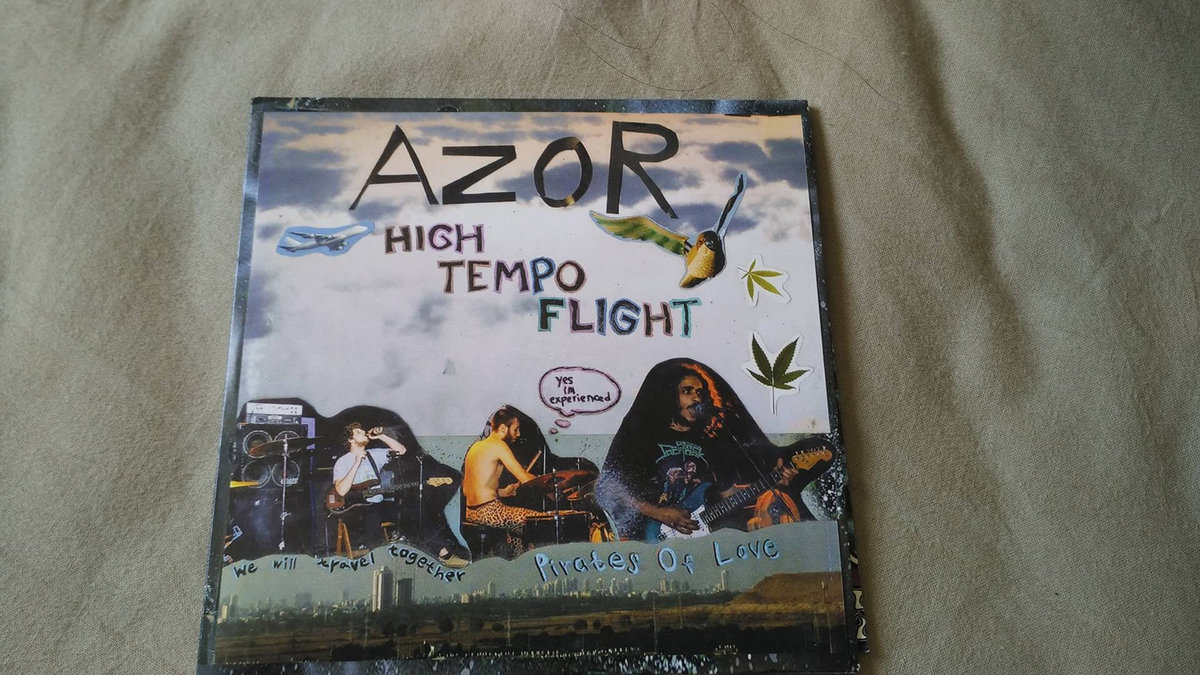 AZOR
HIGH
TEMPO
FLIGHT
yes
im
experienced
we will travel together
Pirates Of Love